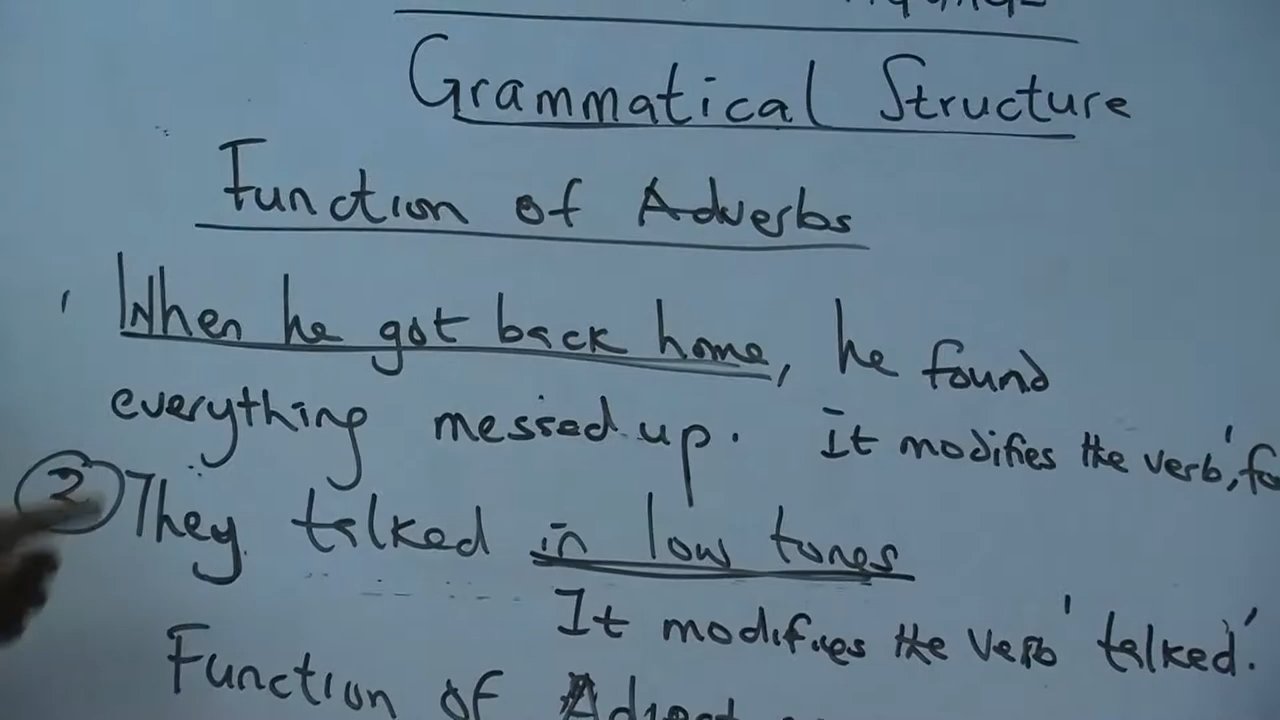 Grammatical Structure
Function of Adverbs
When he got back home, he found
everything messed up. It modifies the verb,
② They talked in low tones
It modifies the verb 'talked'.
Function of